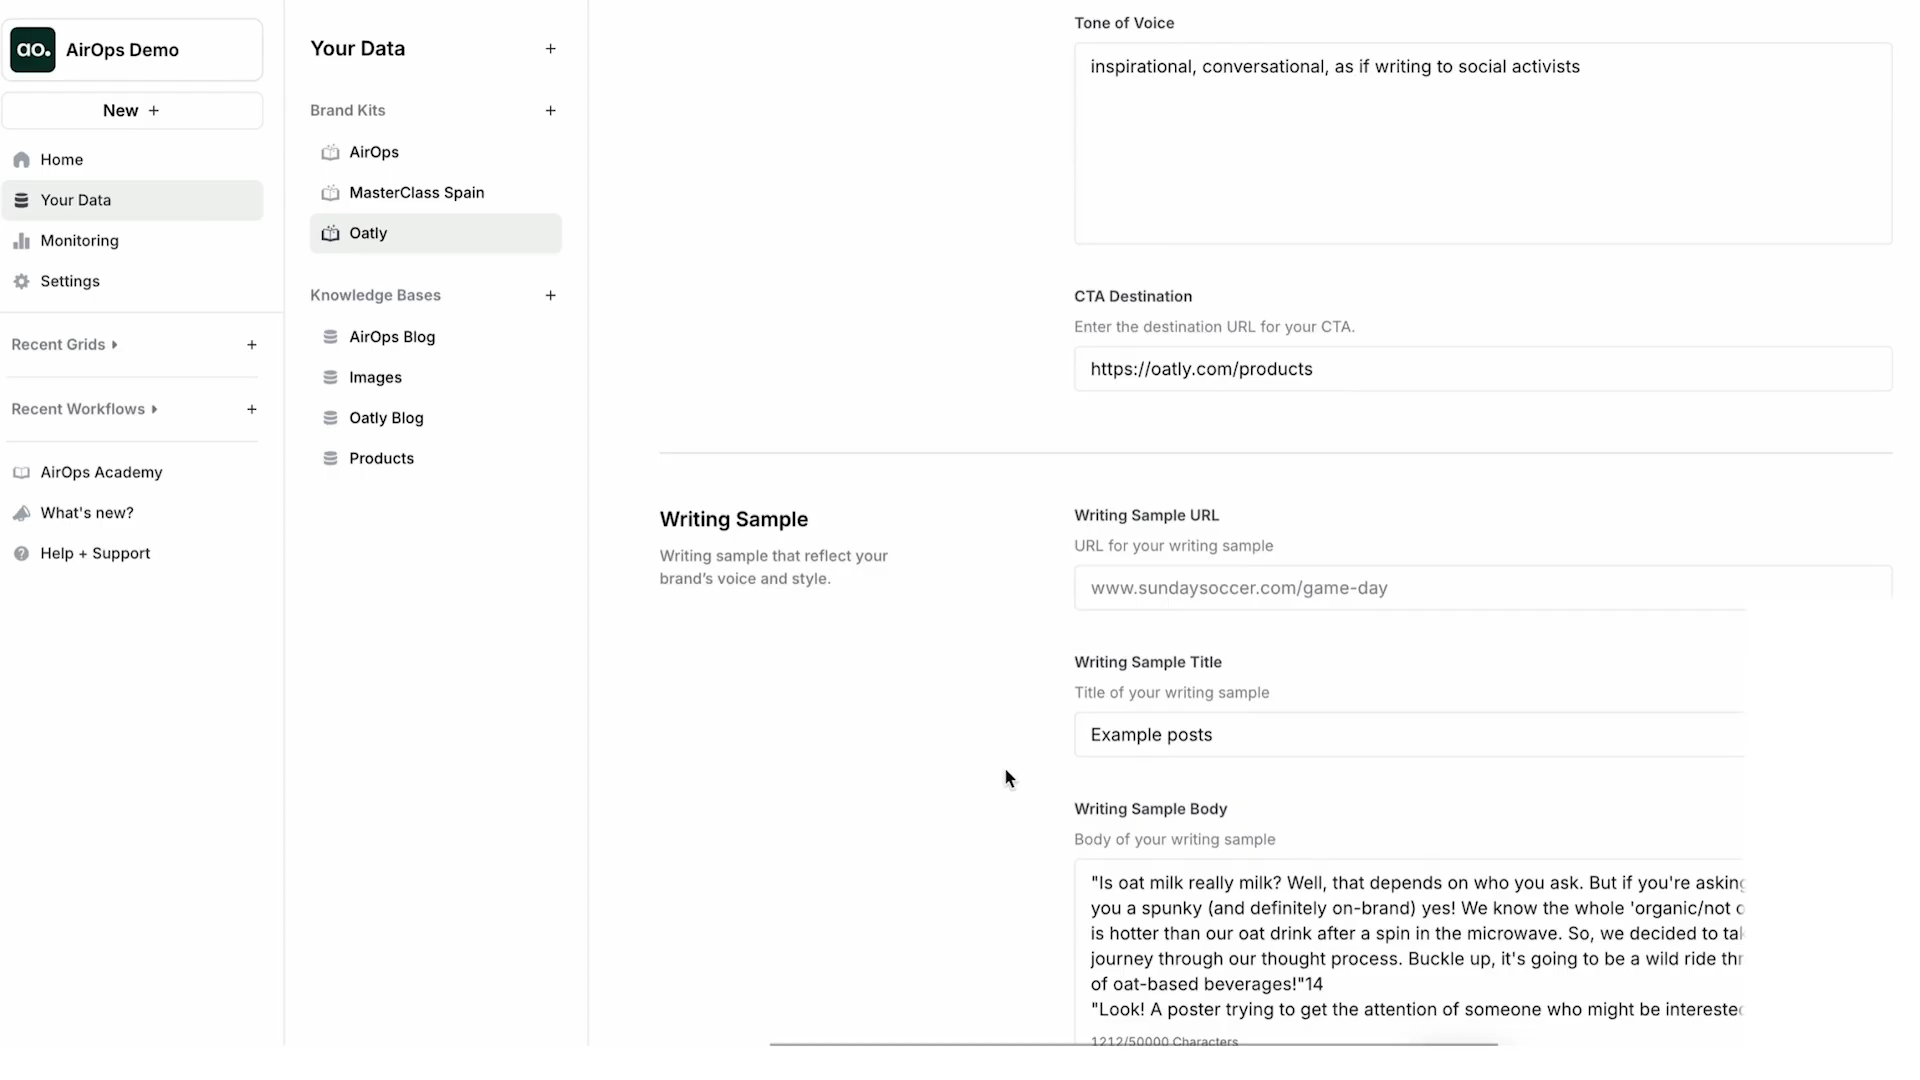 ao.
AirOps Demo
New +
Home
Your Data
Monitoring
Settings
Recent Grids
+
Recent Workflows
+
AirOps Academy
What's new?
Help + Support
Your Data
+
Brand Kits
+
AirOps
MasterClass Spain
Oatly
Knowledge Bases
+
AirOps Blog
Images
Oatly Blog
Products
Tone of Voice
inspirational, conversational, as if writing to social activists
CTA Destination
Enter the destination URL for your CTA.
https://oatly.com/products
Writing Sample
Writing sample that reflect your
brand's voice and style.
Writing Sample URL
URL for your writing sample
www.sundaysoccer.com/game-day
Writing Sample Title
Title of your writing sample
Example posts
Writing Sample Body
Body of your writing sample
"Is oat milk really milk? Well, that depends on who you ask. But if you're asking
you a spunky (and definitely on-brand) yes! We know the whole 'organic/not
is hotter than our oat drink after a spin in the microwave. So, we decided to
journey through our thought process. Buckle up, it's going to be a wild ride
of oat-based beverages!"14
"Look! A poster trying to get the attention of someone who might be interested
1212/50000 Characters